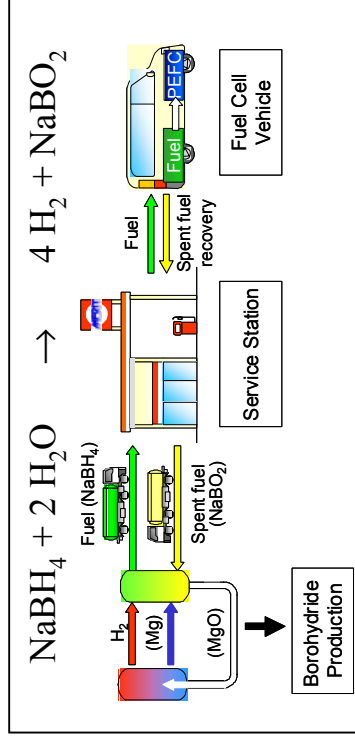 NaBH₄ + 2 H₂O → 4 H₂ + NaBO₂
H₂
(Mg)
(MgO)
Borohydride
Production
Fuel (NaBH₄)
Spent fuel
(NaBO₂)
Service Station
Fuel
Spent fuel
recovery
Fuel
PEFC
Fuel Cell
Vehicle